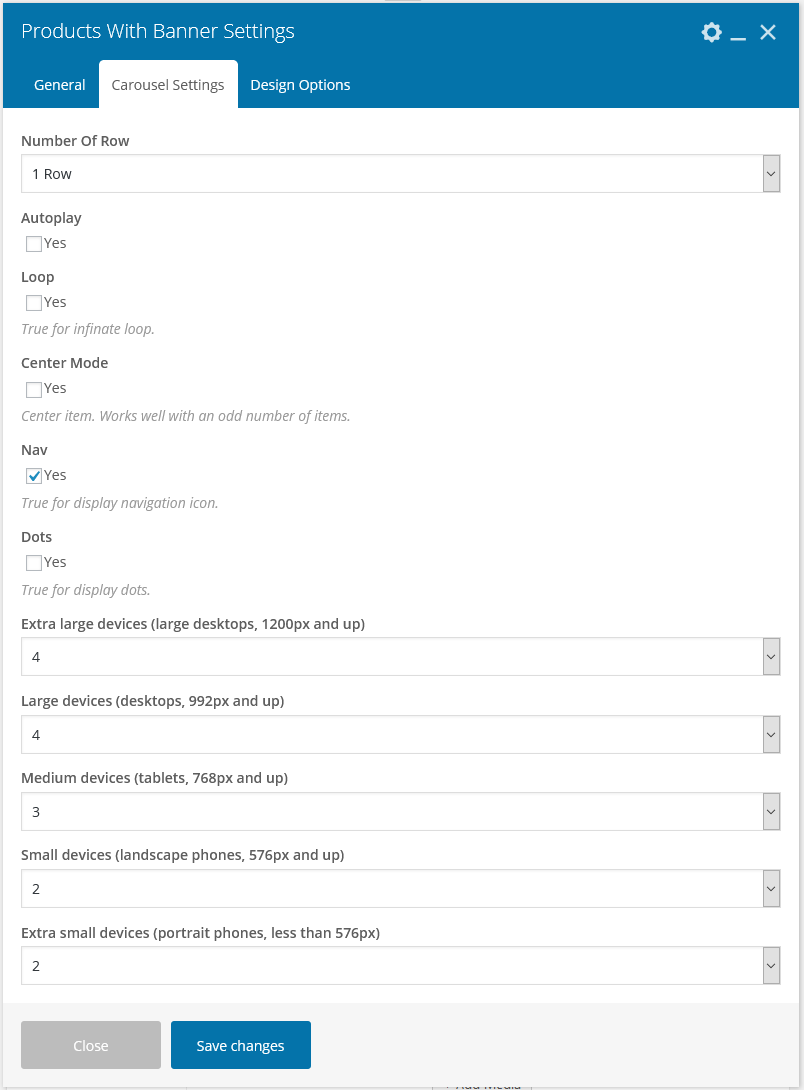 Products With Banner Settings
General Carousel Settings Design Options
Number Of Row
1 Row
Autoplay
Yes
Loop
Yes
True for infinate loop.
Center Mode
Yes
Center item. Works well with an odd number of items.
Nav
Yes
True for display navigation icon.
Dots
Yes
True for display dots.
Extra large devices (large desktops, 1200px and up)
4
Large devices (desktops, 992px and up)
4
Medium devices (tablets, 768px and up)
3
Small devices (landscape phones, 576px and up)
2
Extra small devices (portrait phones, less than 576px)
2
Close Save changes
Add Media